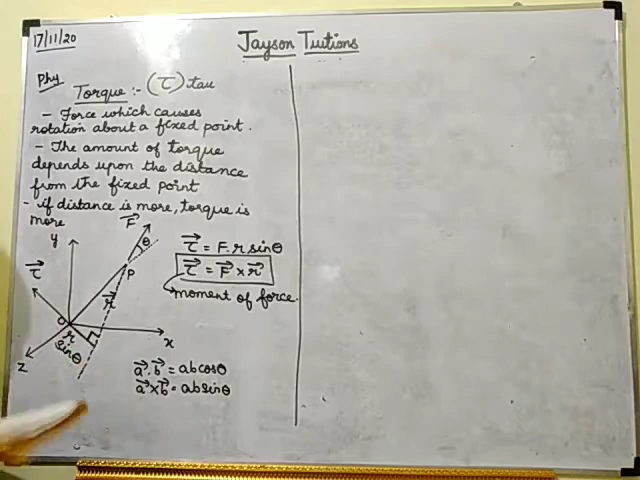 17/11/20
Jayson Tuitions
Phy
Torque :- (τ) tau
- Force which causes
rotation about a fixed point.
- The amount of torque
depends upon the distance
from the fixed point
- if distance is more, torque is
more
F⃗
y
θ
τ⃗ = F. r sinθ
τ⃗
P
τ⃗ = F⃗ × r⃗
r⃗
moment of force.
O
r sinθ
x
z
a⃗ . b⃗ = ab cosθ
a⃗ × b⃗ = ab sinθ